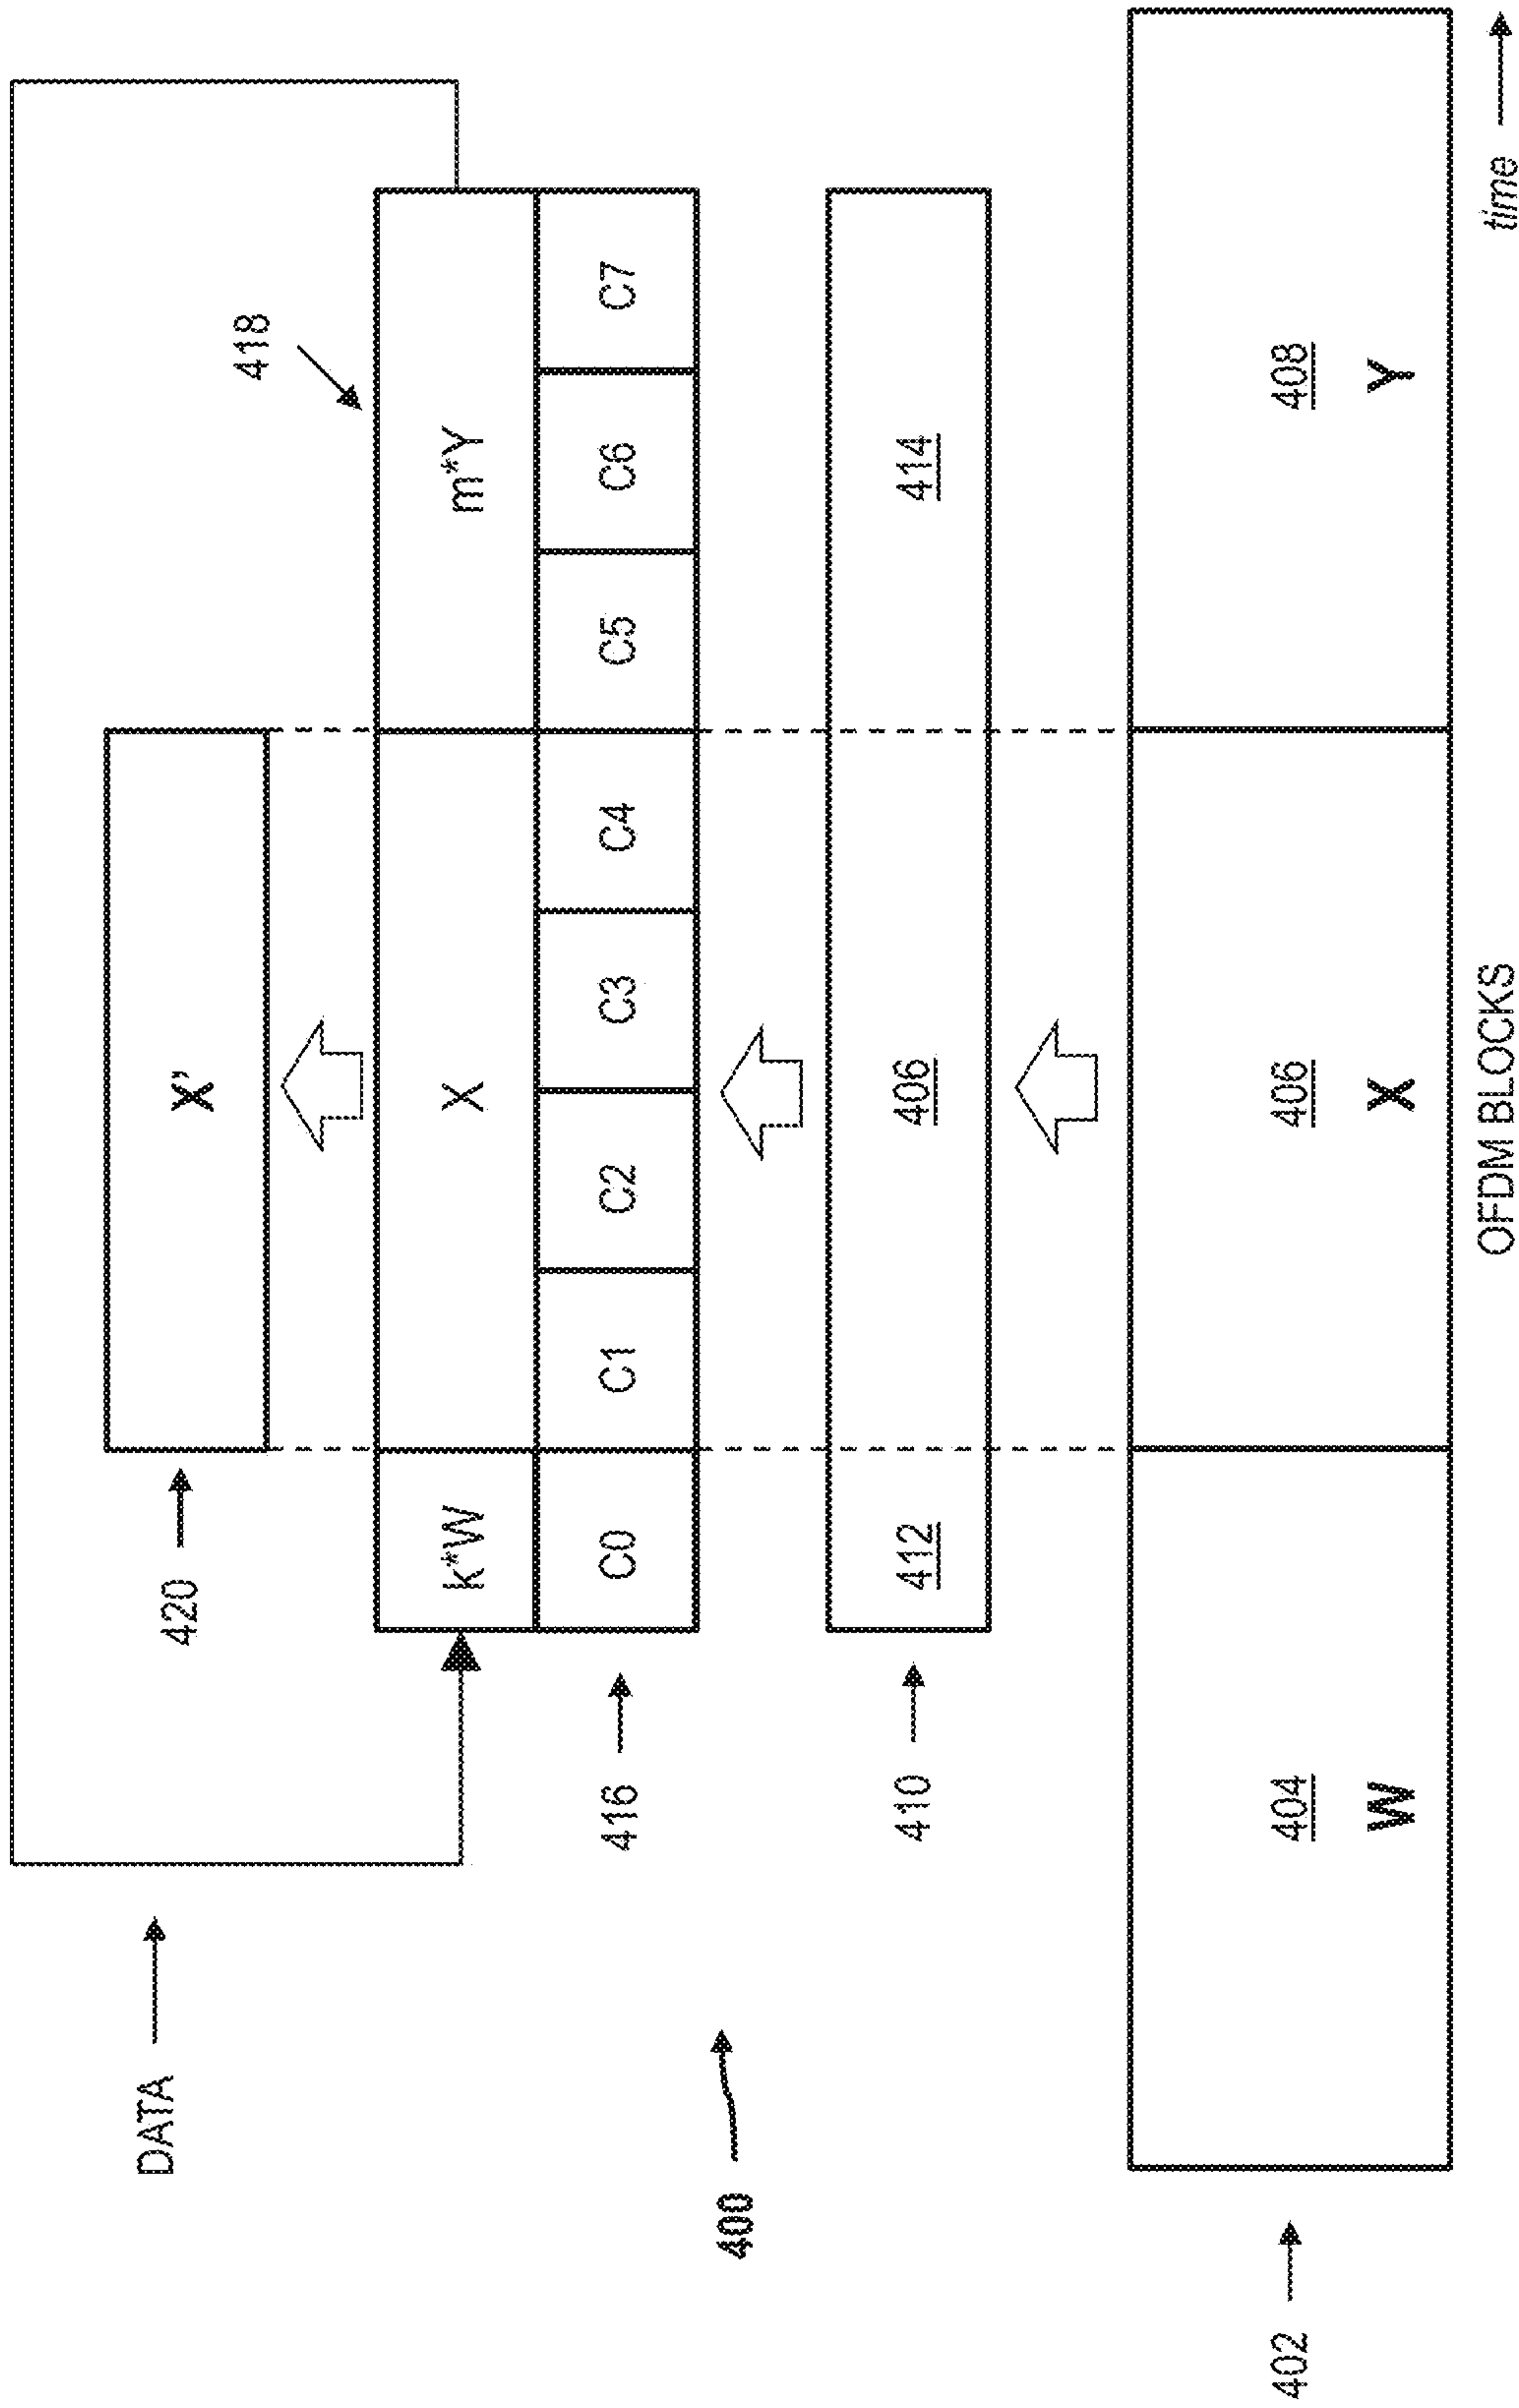 DATA
420
X'
418
k*W
X
m*Y
416
C0
C1
C2
C3
C4
C5
C6
C7
400
410
412
406
414
402
404
W
406
X
408
Y
OFDM BLOCKS
time